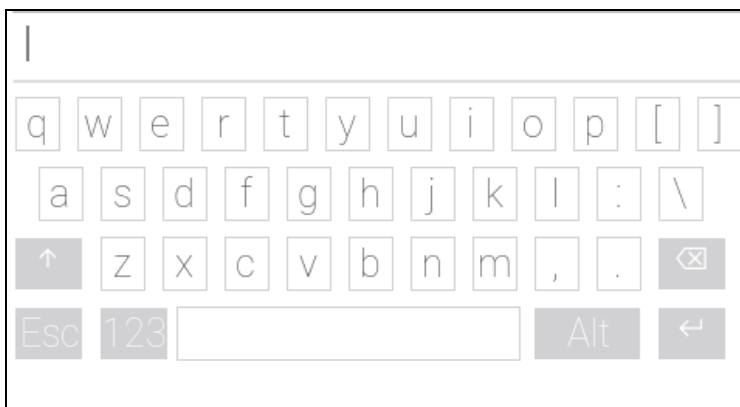 q w e r t y u i o p [ ]
a s d f g h j k l : \
↑ z x c v b n m , .
Esc 123 Alt